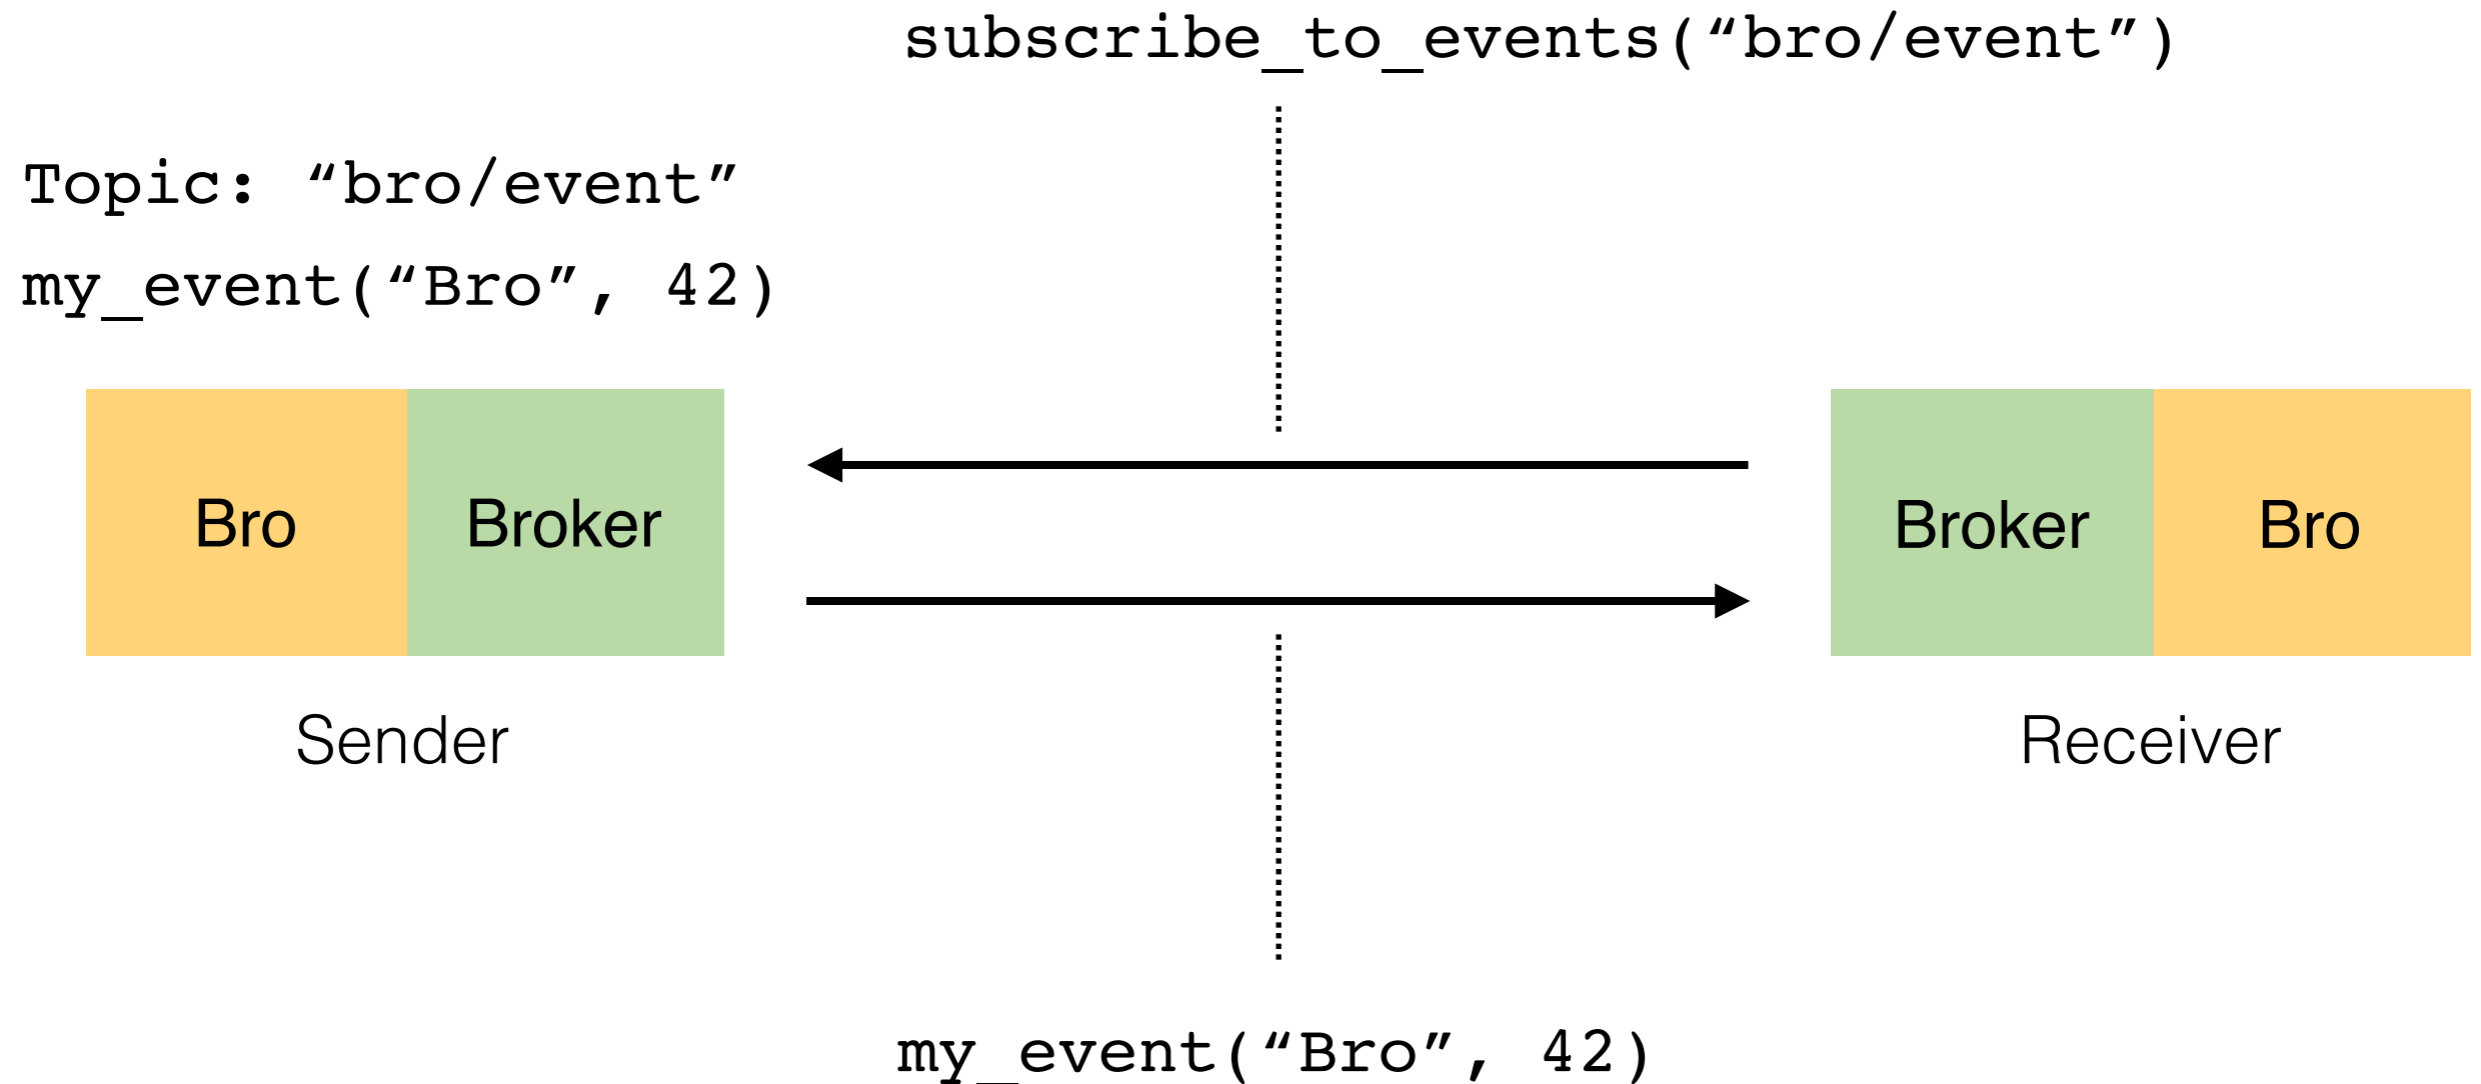 subscribe_to_events(“bro/event”)
Topic: “bro/event”
my_event(“Bro”, 42)
Bro
Broker
Broker
Bro
Sender
Receiver
my_event(“Bro”, 42)